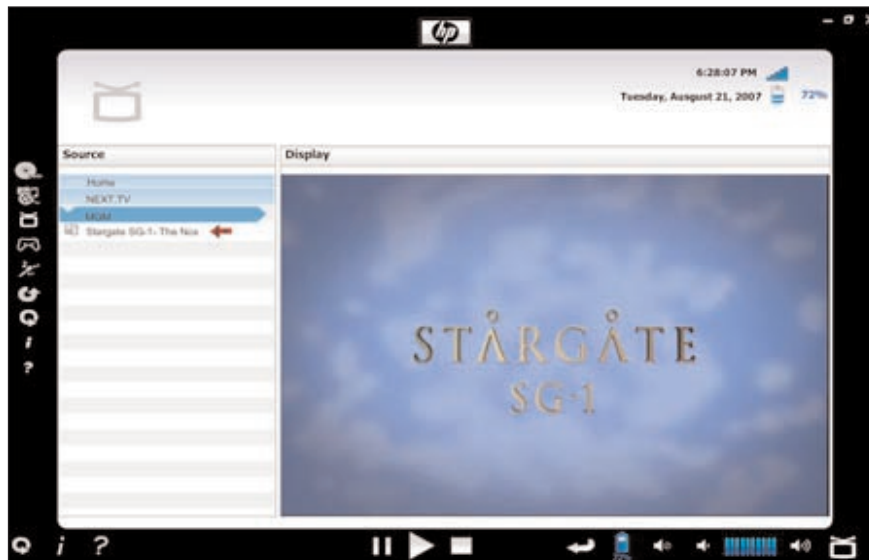 hp
6:28:07 PM
Tuesday, Ausgust 21, 2007 72%
Source
Display
Home
NEXT.TV
MGM
Stargate SG-1- The Nox
STARGATE
SG·1
i
?
i ?